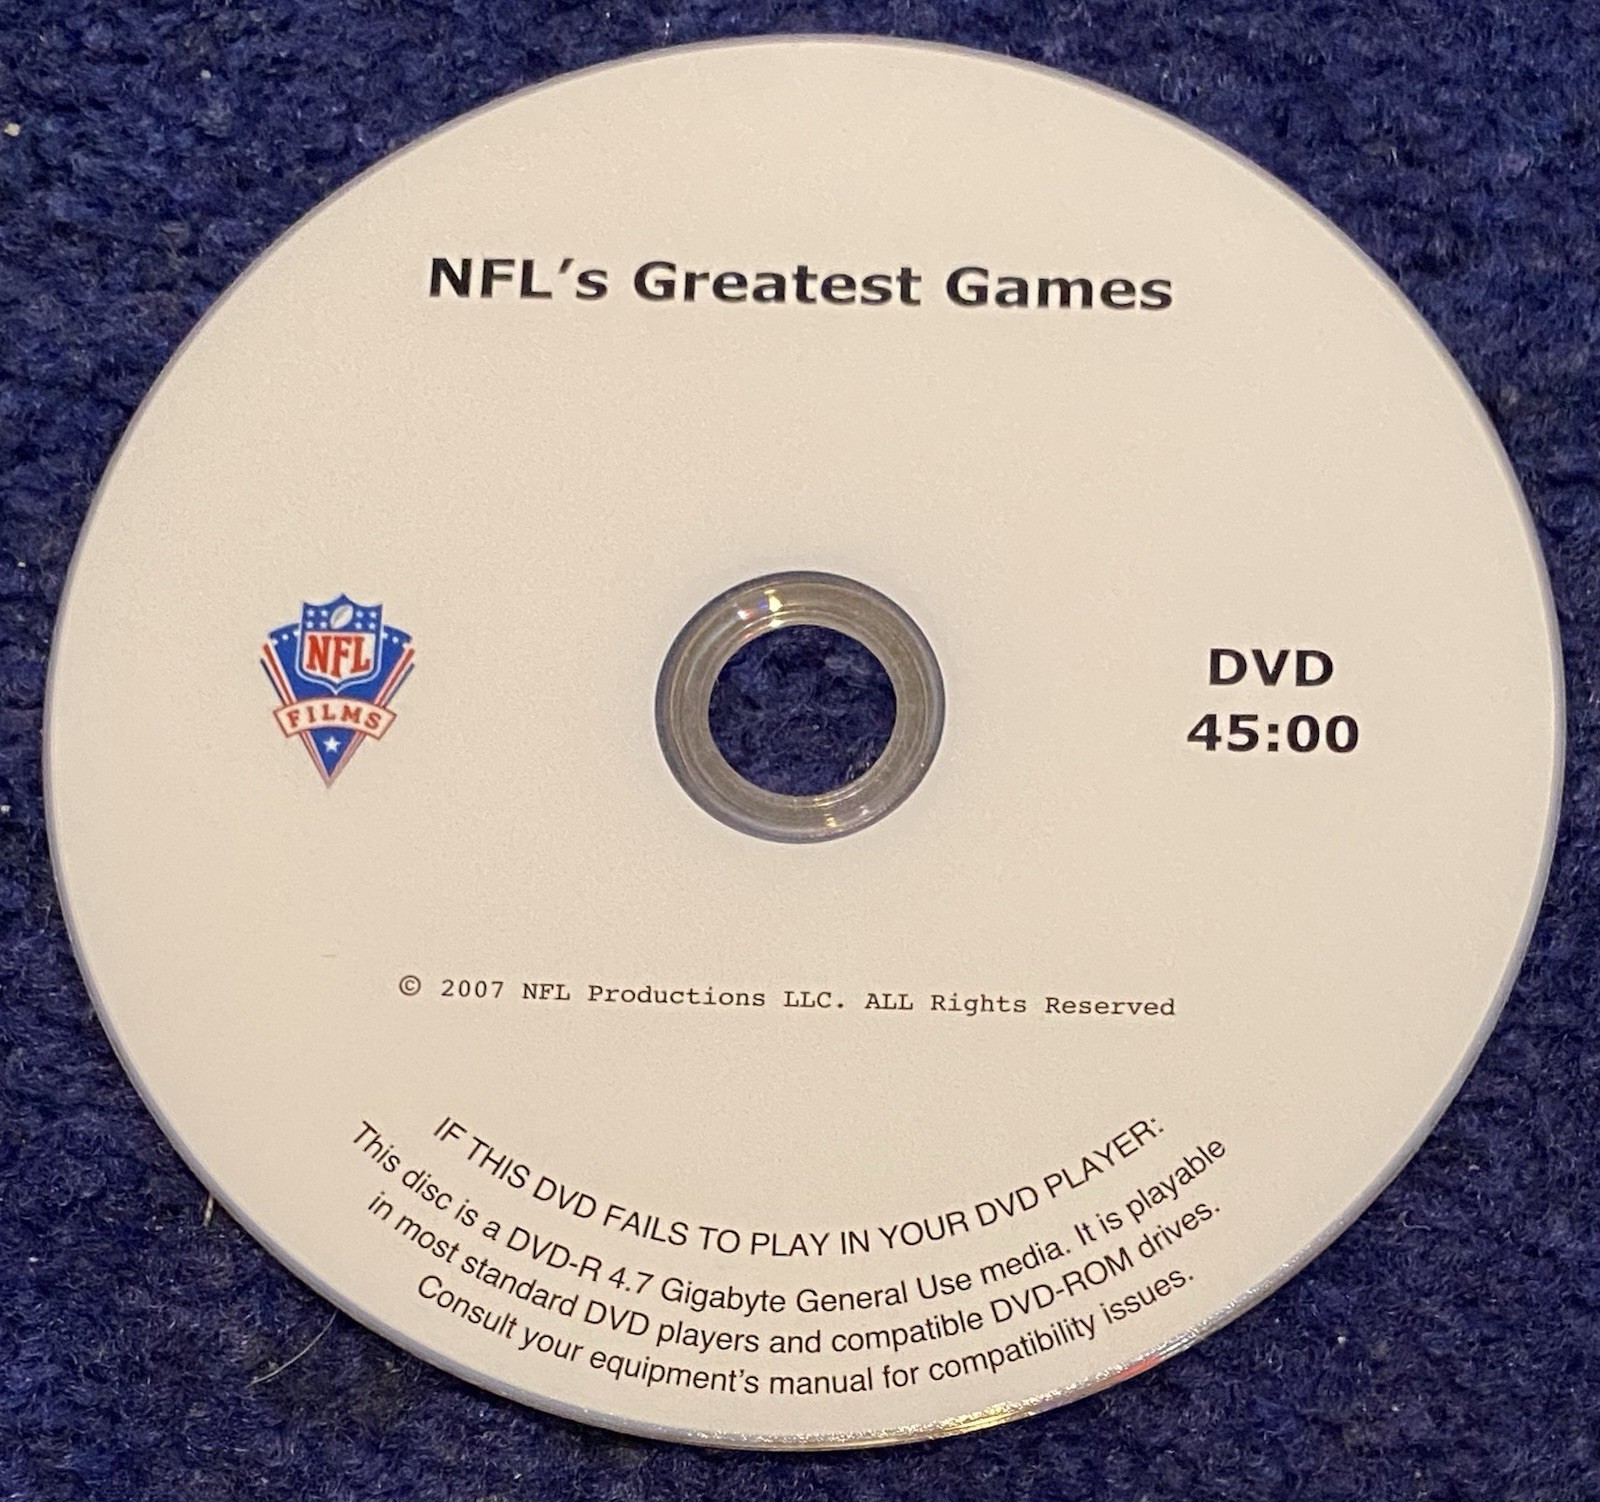 NFL's Greatest Games
NFL
FILMS
DVD
45:00
© 2007 NFL Productions LLC. ALL Rights Reserved
IF THIS DVD FAILS TO PLAY IN YOUR DVD PLAYER:
This disc is a DVD-R 4.7 Gigabyte General Use media. It is playable
in most standard DVD players and compatible DVD-ROM drives.
Consult your equipment's manual for compatibility issues.